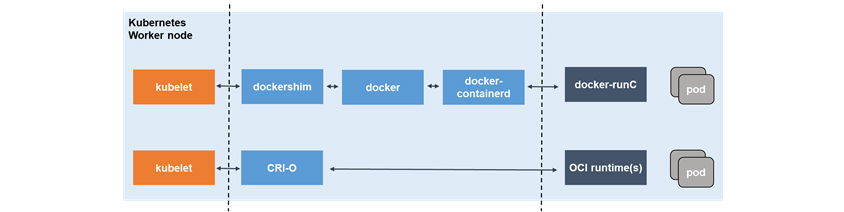 Kubernetes
Worker node
kubelet
dockershim
docker
docker-
containerd
docker-runC
pod
kubelet
CRI-O
OCI runtime(s)
pod